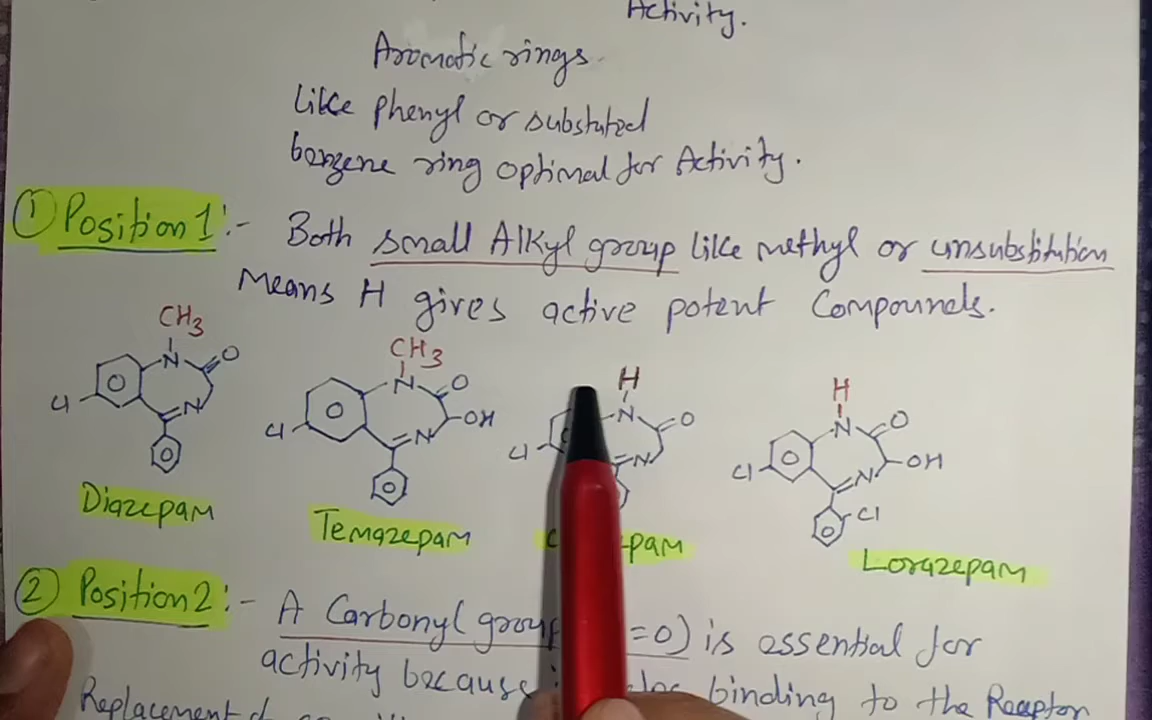 Activity.
Aromatic rings
like phenyl or substuted
benzene ring optimal for Activity.
① Position 1:- Both small Alkyl group like methyl or unsubstitution
Means H gives active potent Compounds.
CH3 CH3 H H
N O N O N O N O
Cl N Cl N OH Cl N Cl N OH
Cl
Diazepam Temazepam pam Lorazepam
② Position 2:- A Carbonyl group =O) is essential for
activity because binding to the Receptor
Replacement